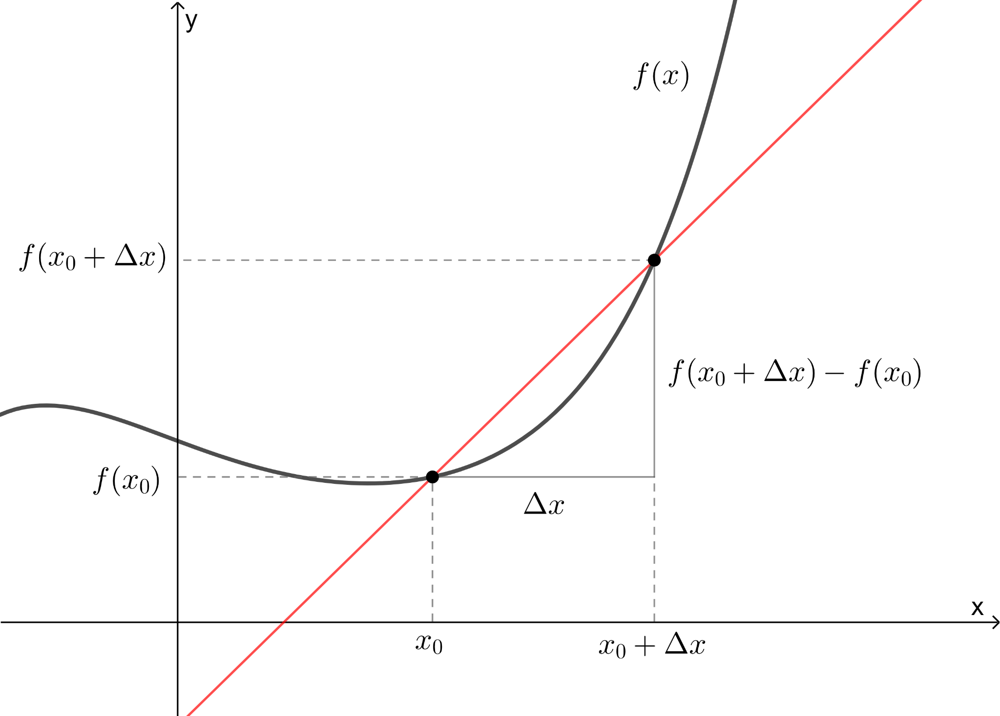 y
f(x)
f(x₀ + Δx)
f(x₀ + Δx) − f(x₀)
f(x₀)
Δx
x
x₀
x₀ + Δx